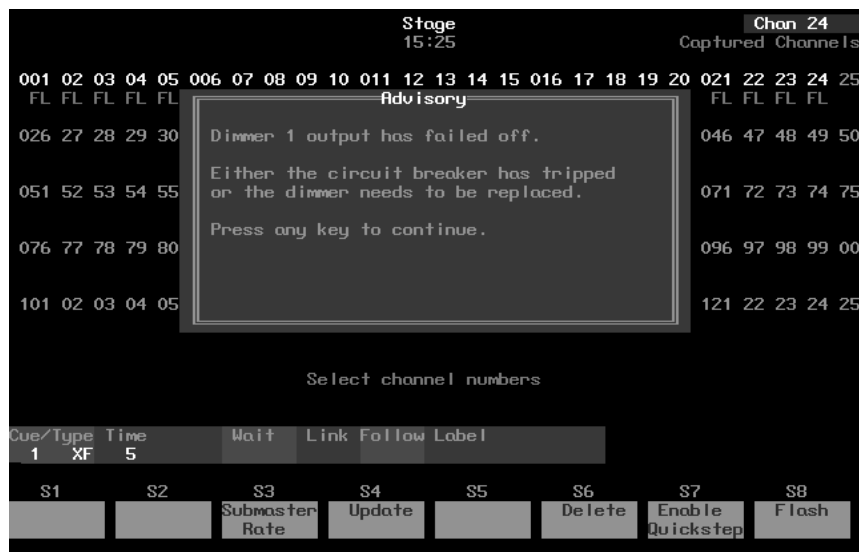 Stage
Chan 24
15:25
Captured Channels
001 02 03 04 05 006 07 08 09 10 011 12 13 14 15 016 17 18 19 20 021 22 23 24 25
FL FL FL FL FL Advisory FL FL FL FL
026 27 28 29 30 Dimmer 1 output has failed off. 046 47 48 49 50
Either the circuit breaker has tripped
051 52 53 54 55 or the dimmer needs to be replaced. 071 72 73 74 75
Press any key to continue.
076 77 78 79 80 096 97 98 99 00
101 02 03 04 05 121 22 23 24 25
Select channel numbers
Cue/Type Time Wait Link Follow Label
1 XF 5
S1 S2 S3 S4 S5 S6 S7 S8
Submaster Update Delete Enable Flash
Rate Quickstep